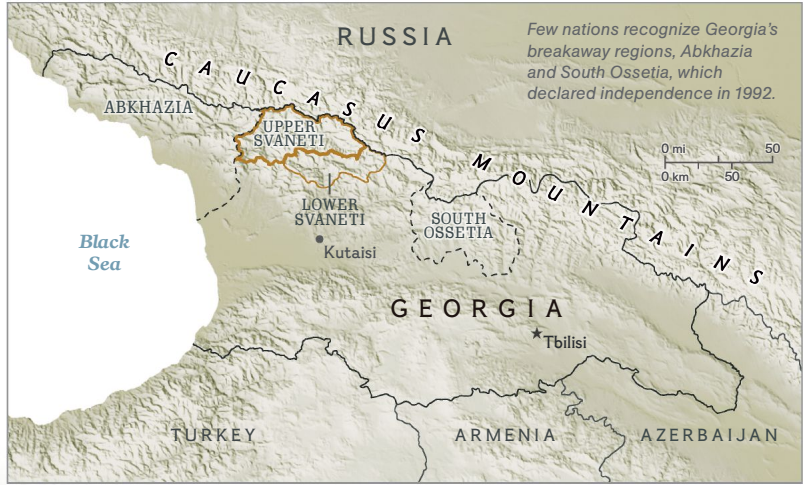 RUSSIA
Few nations recognize Georgia's
breakaway regions, Abkhazia
and South Ossetia, which
declared independence in 1992.
CAUCASUS MOUNTAINS
ABKHAZIA
UPPER
SVANETI
0 mi 50
0 km 50
LOWER
SVANETI
SOUTH
OSSETIA
Black
Sea
Kutaisi
GEORGIA
Tbilisi
TURKEY
ARMENIA
AZERBAIJAN